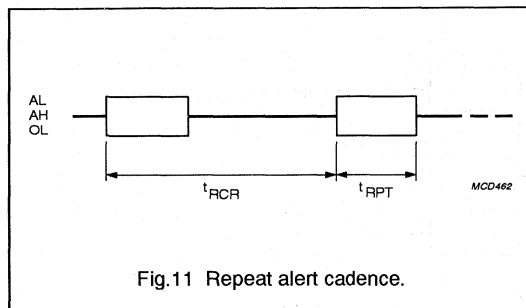 AL
AH
OL
tRCR
tRPT
MCD462
Fig.11 Repeat alert cadence.